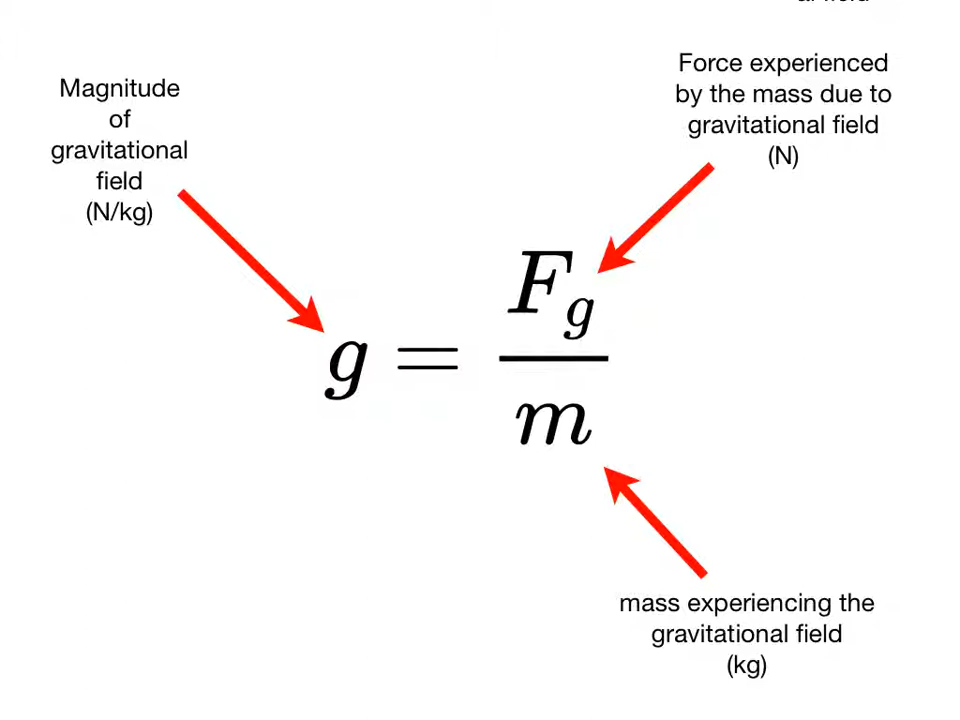 field
Magnitude
of
gravitational
field
(N/kg)
Force experienced
by the mass due to
gravitational field
(N)
g = F_g / m
mass experiencing the
gravitational field
(kg)